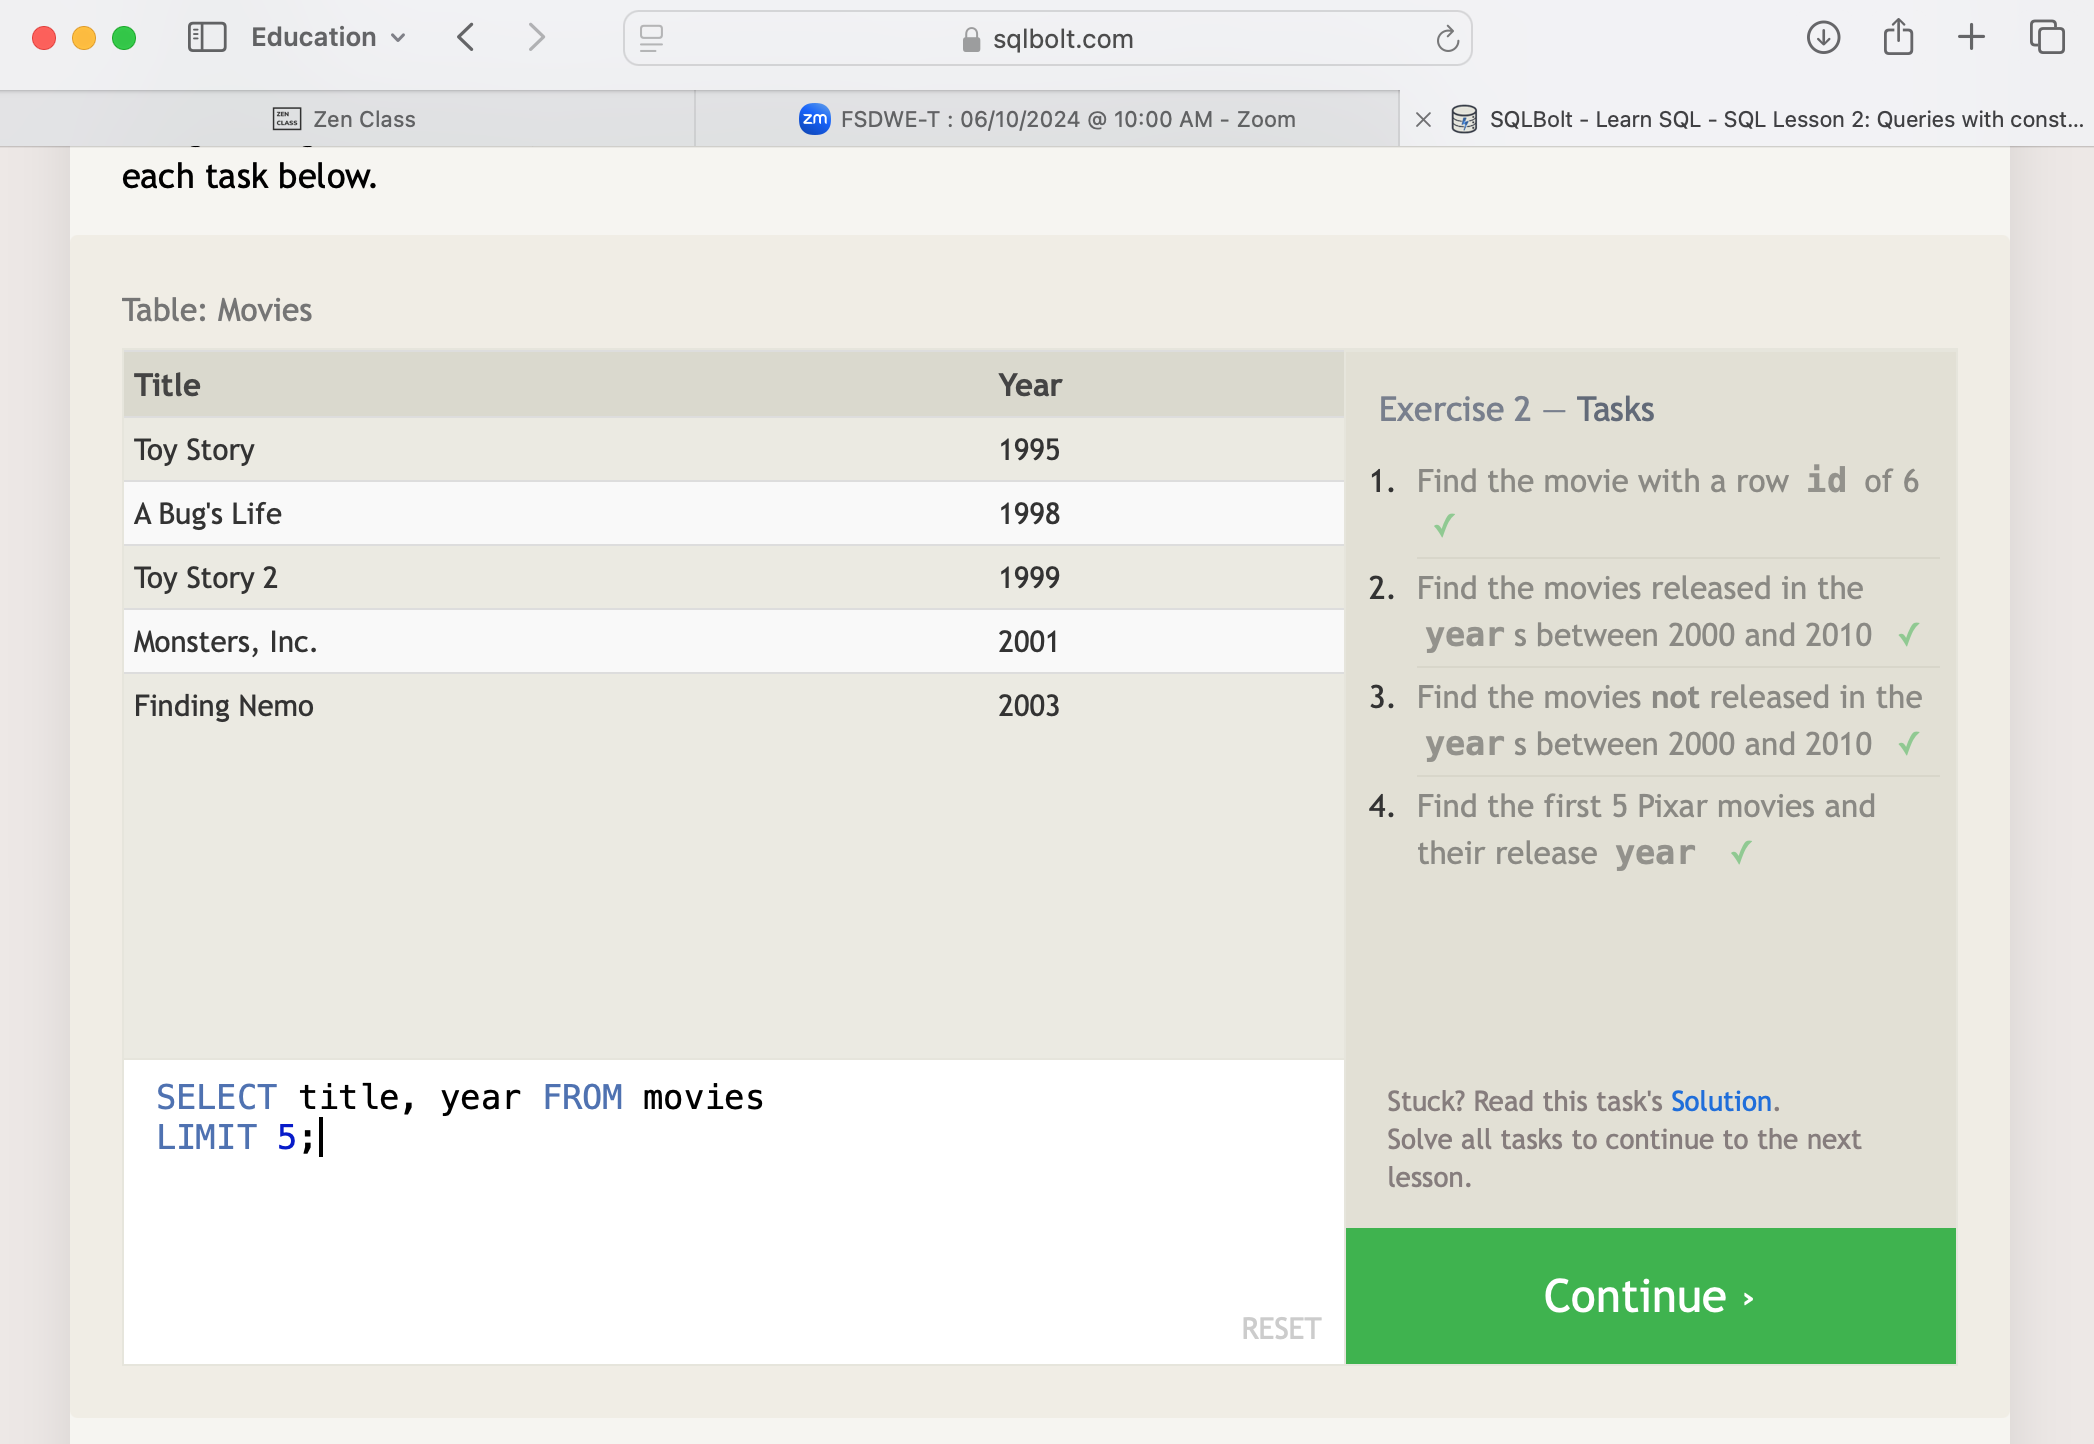 Education
sqlbolt.com
ZEN CLASS
Zen Class
zm
FSDWE-T : 06/10/2024 @ 10:00 AM - Zoom
SQLBolt - Learn SQL - SQL Lesson 2: Queries with const...
each task below.
Table: Movies
Title Year
Toy Story 1995
A Bug's Life 1998
Toy Story 2 1999
Monsters, Inc. 2001
Finding Nemo 2003
SELECT title, year FROM movies
LIMIT 5;
RESET
Exercise 2 — Tasks
1. Find the movie with a row id of 6
✓
2. Find the movies released in the
year s between 2000 and 2010 ✓
3. Find the movies not released in the
year s between 2000 and 2010 ✓
4. Find the first 5 Pixar movies and
their release year ✓
Stuck? Read this task's Solution.
Solve all tasks to continue to the next
lesson.
Continue ›